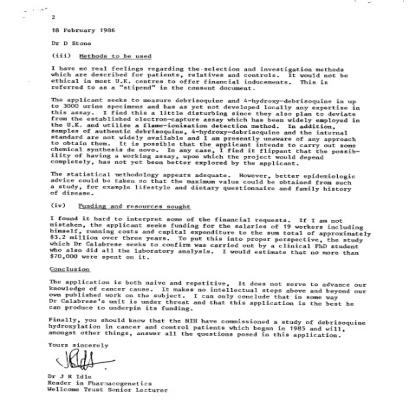 2
18 February 1986
Dr D Stone
(iii) Methods to be used
I have no real feelings regarding the selection and investigation methods
which are described for patients, relatives and controls. It would not be
ethical in most U.K. centres to offer financial inducements. This is
referred to as a "stipend" in the consent document.
The applicant seeks to measure debrisoquine and 4-hydroxy-debrisoquine in up
to 3000 urine specimens and has as yet not developed locally any expertise in
this assay. I find this a little disturbing since they also plan to deviate
from the established electron-capture assay which has been widely employed in
the U.K. and utilize a flame-ionisation detection method. In addition,
samples of authentic debrisoquine, 4-hydroxy-debrisoquine and the internal
standard are not widely available and I am presently unaware of any approach
to obtain them. It is possible that the applicant intends to carry out some
chemical synthesis de novo. In any case, I find it flippant that the possib-
ility of having a working assay, upon which the project would depend
completely, has not yet been better explored by the applicant.
The statistical methodology appears adequate. However, better epidemiologic
advice could be taken so that the maximum value could be obtained from such
a study, for example lifestyle and dietary questionnaire and family history
of disease.
(iv) Funding and resources sought
I found it hard to interpret some of the financial requests. If I am not
mistaken, the applicant seeks funding for the salaries of 19 workers including
himself, running costs and capital expenditure to the sum total of approximately
$3.2 million over three years. To put this into proper perspective, the study
which Dr Calabrese seeks to confirm was carried out by a clinical PhD student
who also did all the laboratory analysis. I would estimate that no more than
$70,000 were spent on it.
Conclusion
The application is both naive and repetitive. It does not serve to advance our
knowledge of cancer cause. It makes no intellectual steps above and beyond our
own published work on the subject. I can only conclude that in some way
Dr Calabrese's unit is under threat and that this application is the best he
can produce to underpin its funding.
Finally, you should know that the NIH have commissioned a study of debrisoquine
hydroxylation in cancer and control patients which began in 1985 and will,
amongst other things, answer all the questions posed in this application.
Yours sincerely
Dr J R Idle
Reader in Pharmacogenetics
Wellcome Trust Senior Lecturer